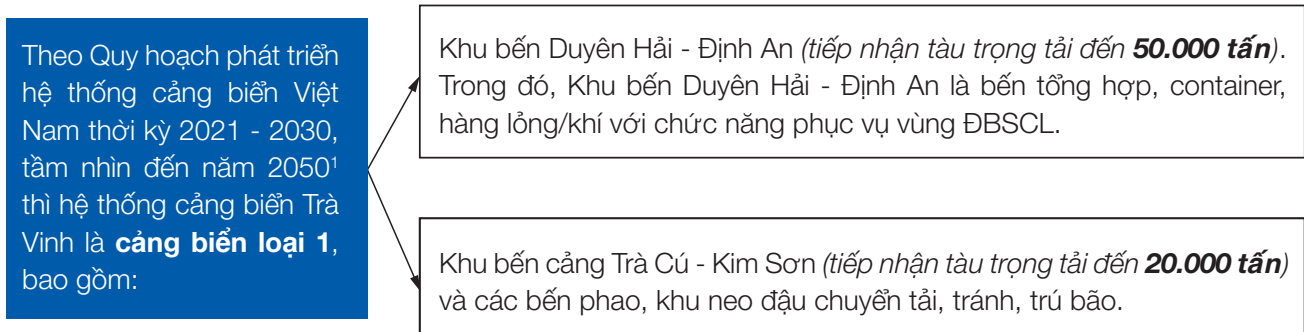 Theo Quy hoạch phát triển
hệ thống cảng biển Việt
Nam thời kỳ 2021 - 2030,
tầm nhìn đến năm 2050¹
thì hệ thống cảng biển Trà
Vinh là cảng biển loại 1,
bao gồm:
Khu bến Duyên Hải - Định An (tiếp nhận tàu trọng tải đến 50.000 tấn).
Trong đó, Khu bến Duyên Hải - Định An là bến tổng hợp, container,
hàng lỏng/khí với chức năng phục vụ vùng ĐBSCL.
Khu bến cảng Trà Cú - Kim Sơn (tiếp nhận tàu trọng tải đến 20.000 tấn)
và các bến phao, khu neo đậu chuyển tải, tránh, trú bão.